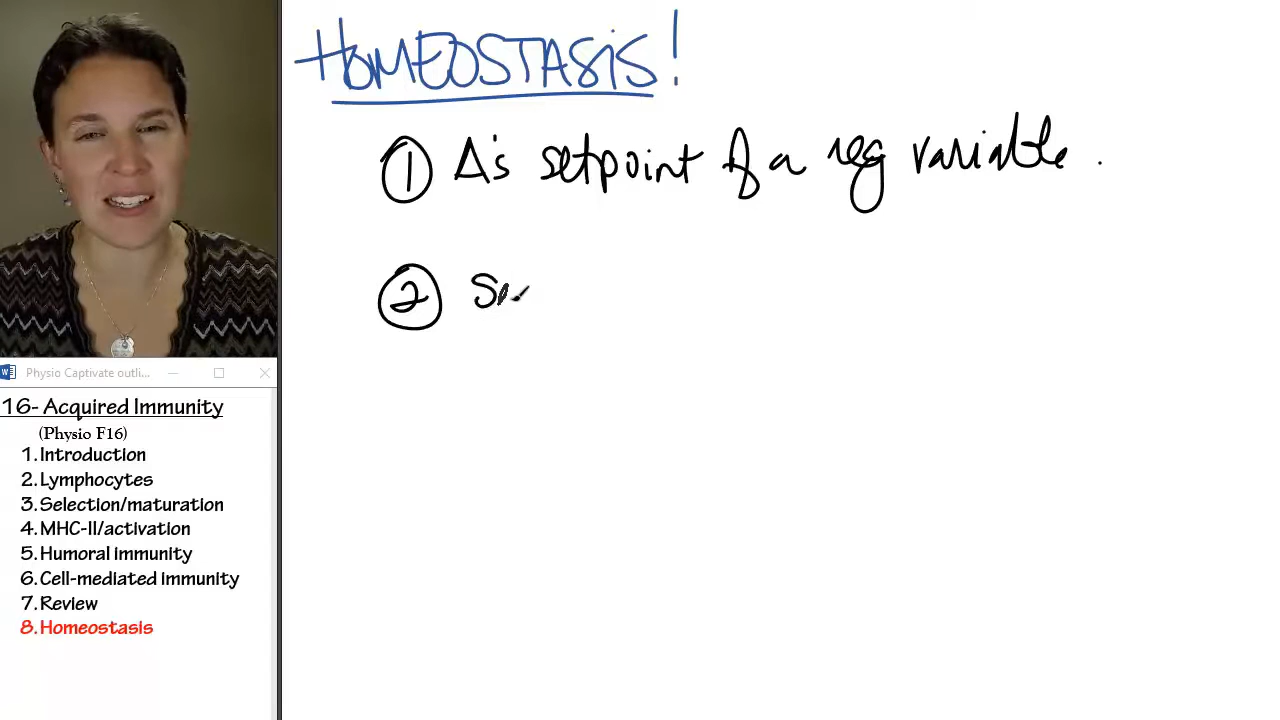 HOMEOSTASIS!
① Δ's setpoint of a reg variable.
②
Physio Captivate outli...
16- Acquired Immunity
(Physio F16)
1. Introduction
2. Lymphocytes
3. Selection/maturation
4. MHC-II/activation
5. Humoral immunity
6. Cell-mediated immunity
7. Review
8. Homeostasis